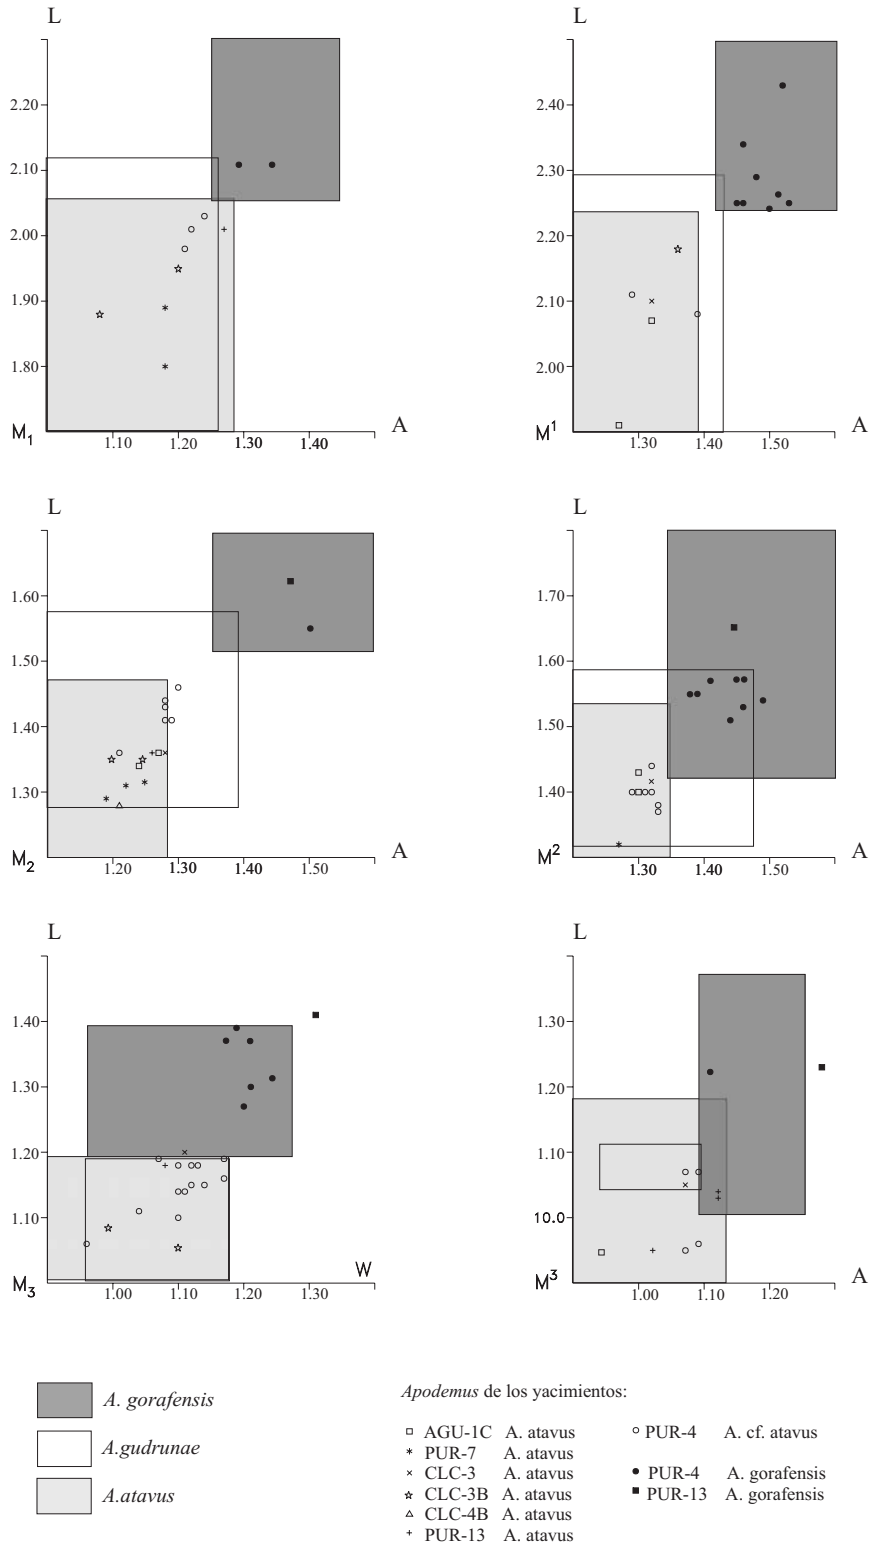 L
2.20
2.10
2.00
1.90
1.80
M1
1.10 1.20 1.30 1.40
A
L
2.40
2.30
2.20
2.10
2.00
M1
1.30 1.40 1.50
A
L
1.60
1.50
1.40
1.30
M2
1.20 1.30 1.40 1.50
A
L
1.70
1.60
1.50
1.40
M2
1.30 1.40 1.50
A
L
1.40
1.30
1.20
1.10
M3
1.00 1.10 1.20 1.30
W
L
1.30
1.20
1.10
10.0
M3
1.00 1.10 1.20
A
A. gorafensis
A.gudrunae
A.atavus
Apodemus de los yacimientos:
AGU-1C A. atavus
PUR-7 A. atavus
CLC-3 A. atavus
CLC-3B A. atavus
CLC-4B A. atavus
PUR-13 A. atavus
PUR-4 A. cf. atavus
PUR-4 A. gorafensis
PUR-13 A. gorafensis